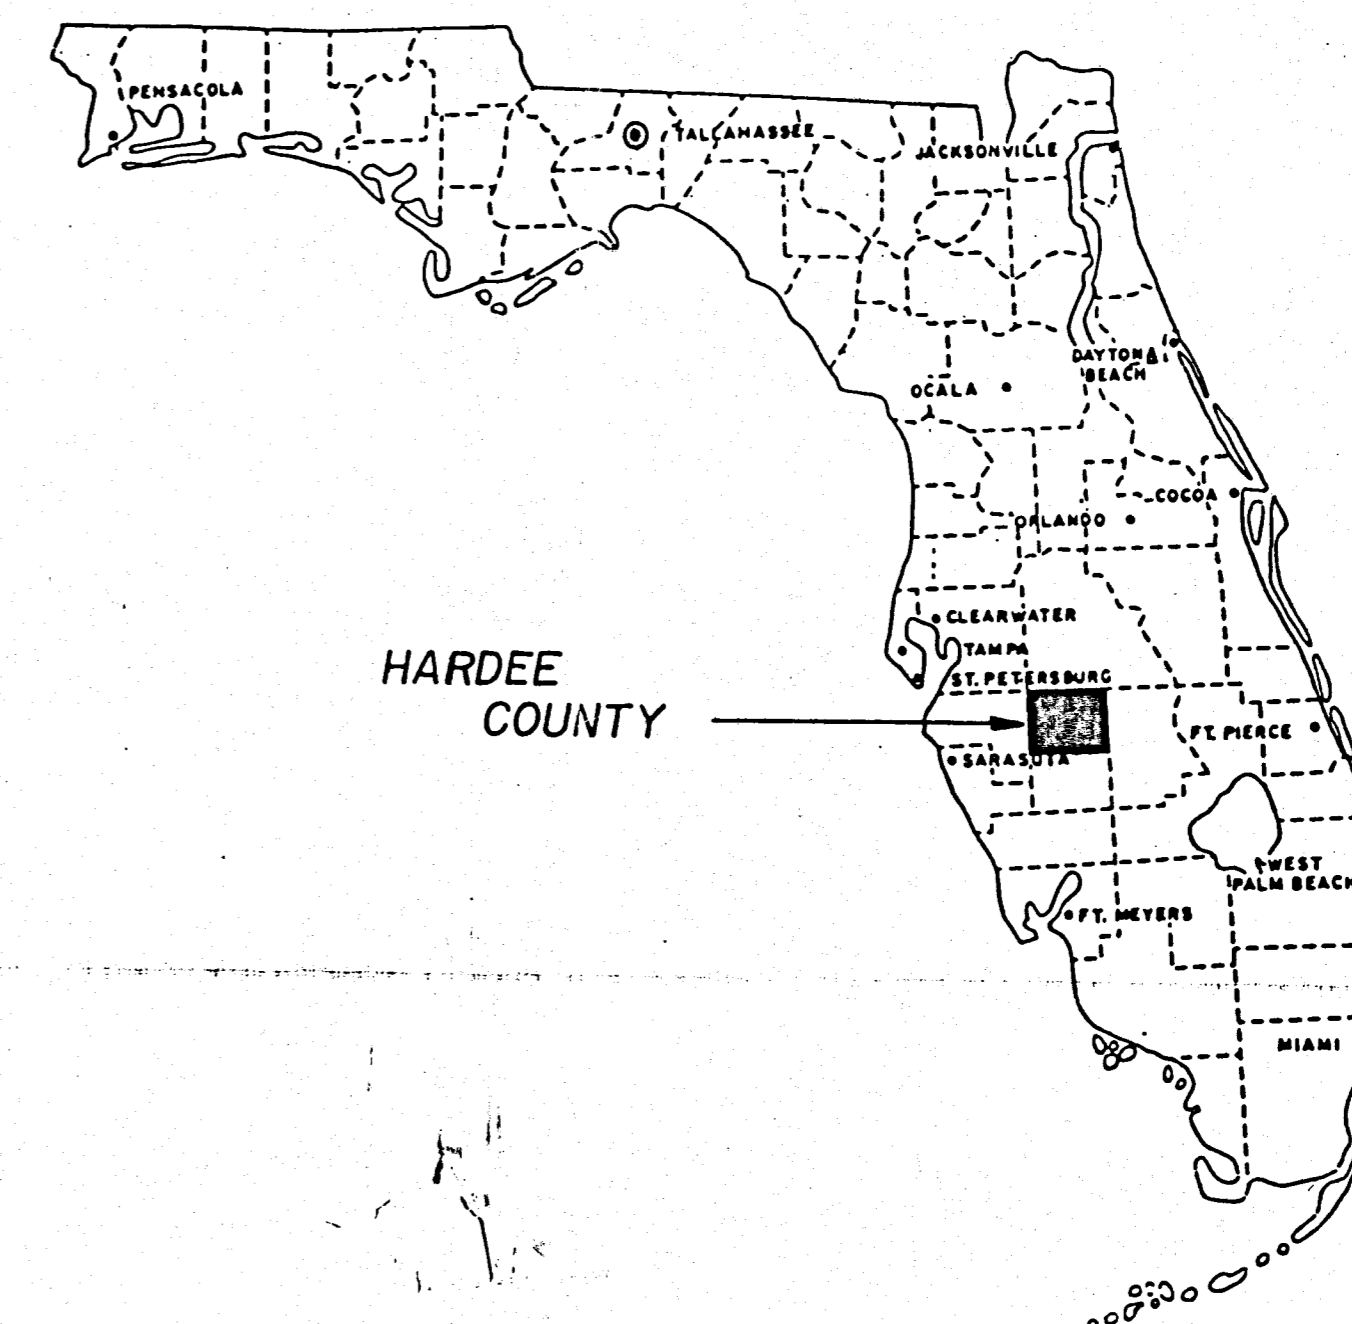 PENSACOLA
TALLAHASSEE
JACKSONVILLE
DAYTONA
BEACH
OCALA
COCOA
ORLANDO
CLEARWATER
TAMPA
ST. PETERSBURG
HARDEE
COUNTY
FT. PIERCE
SARASOTA
WEST
PALM BEACH
FT. MEYERS
MIAMI